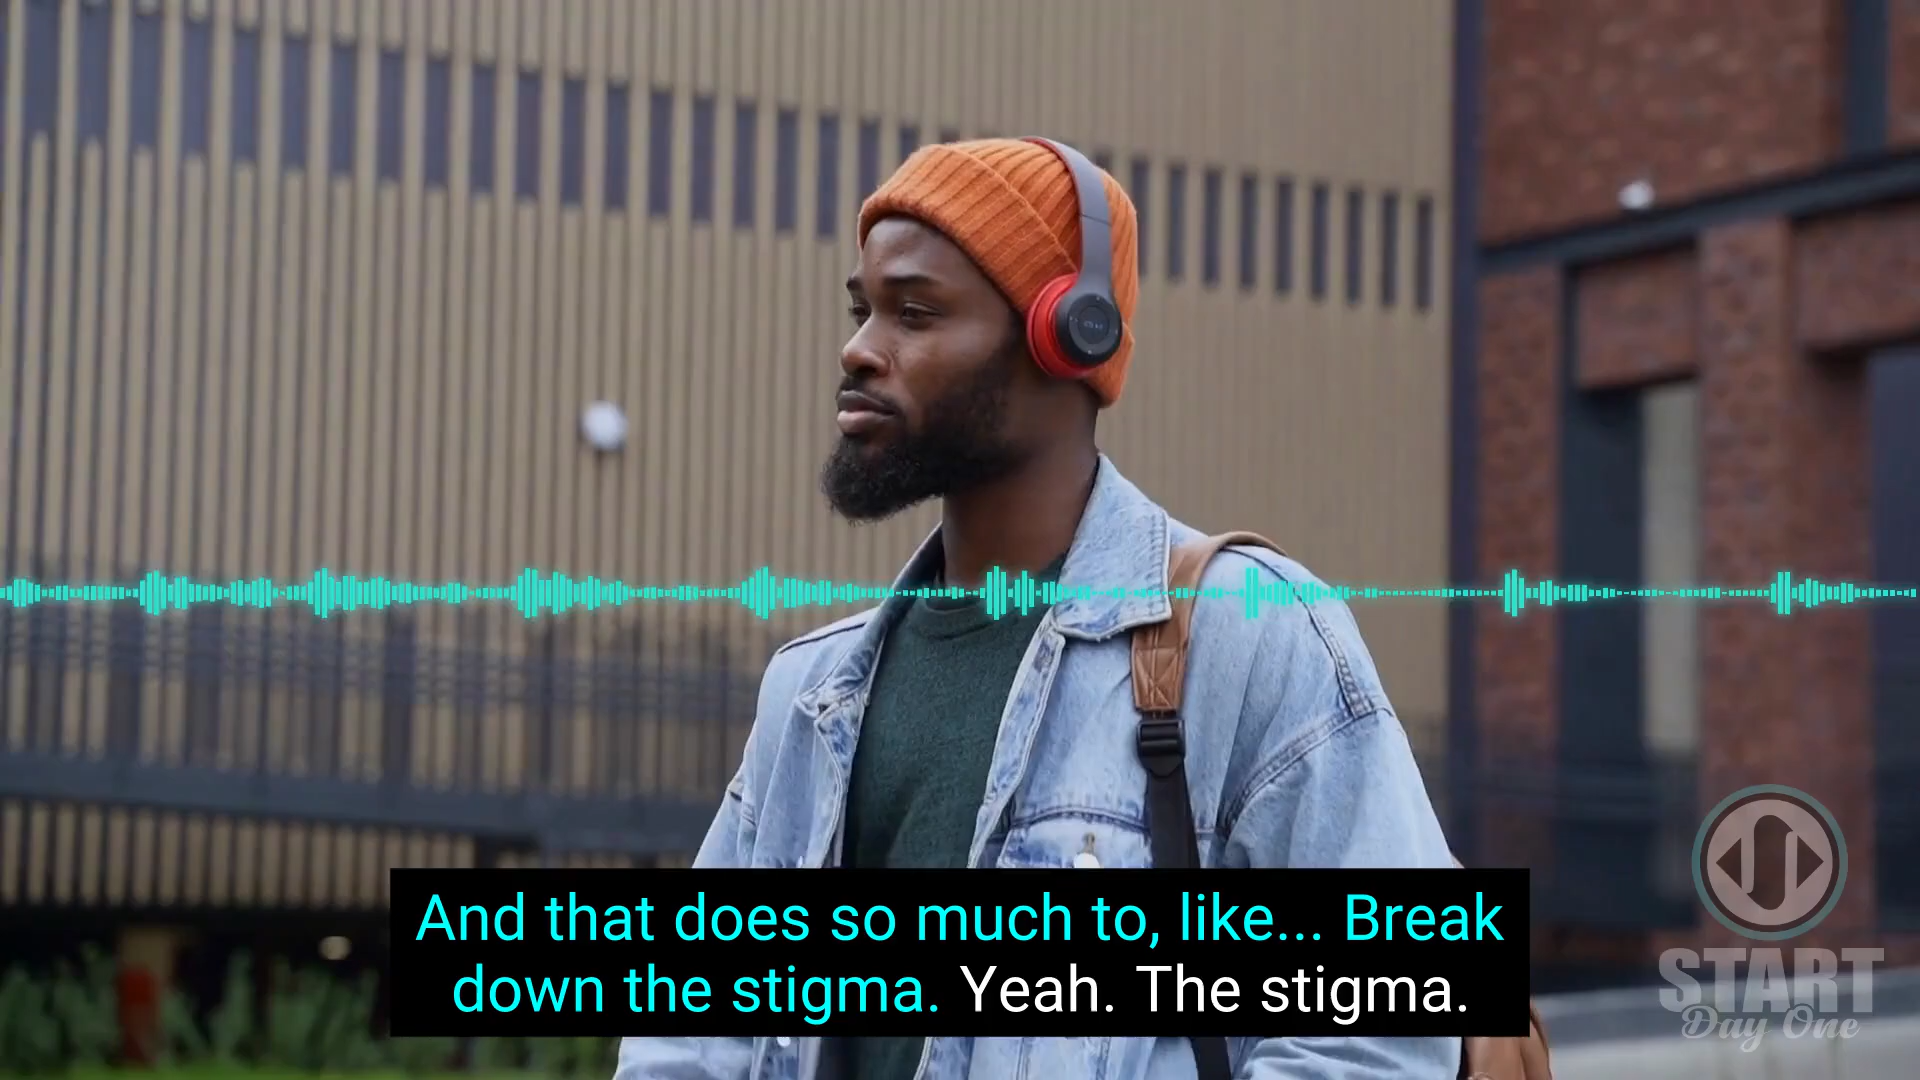 And that does so much to, like... Break
down the stigma. Yeah. The stigma.
START
Day One